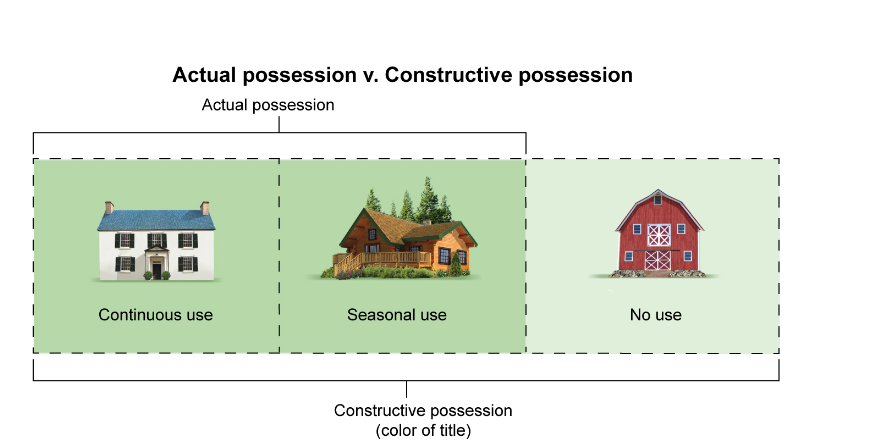 Actual possession v. Constructive possession
Actual possession
Continuous use
Seasonal use
No use
Constructive possession
(color of title)